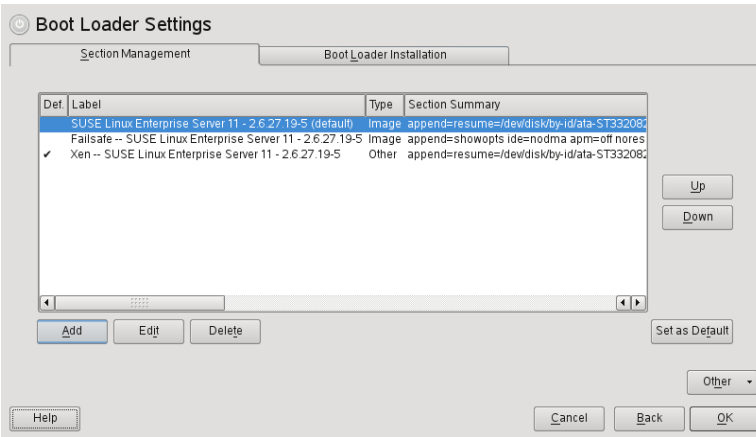 Boot Loader Settings
Section Management
Boot Loader Installation
Def. Label Type Section Summary
SUSE Linux Enterprise Server 11 - 2.6.27.19-5 (default) Image append=resume=/dev/disk/by-id/ata-ST332082
Failsafe -- SUSE Linux Enterprise Server 11 - 2.6.27.19-5 Image append=showopts ide=nodma apm=off nores
✔ Xen -- SUSE Linux Enterprise Server 11 - 2.6.27.19-5 Other append=resume=/dev/disk/by-id/ata-ST332082
Up
Down
Add Edit Delete Set as Default
Other
Help Cancel Back OK